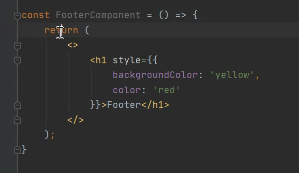 const FooterComponent = () => {
    return (
        <>
            <h1 style={{
                backgroundColor: 'yellow',
                color: 'red'
            }}>Footer</h1>
        </>
    );
}